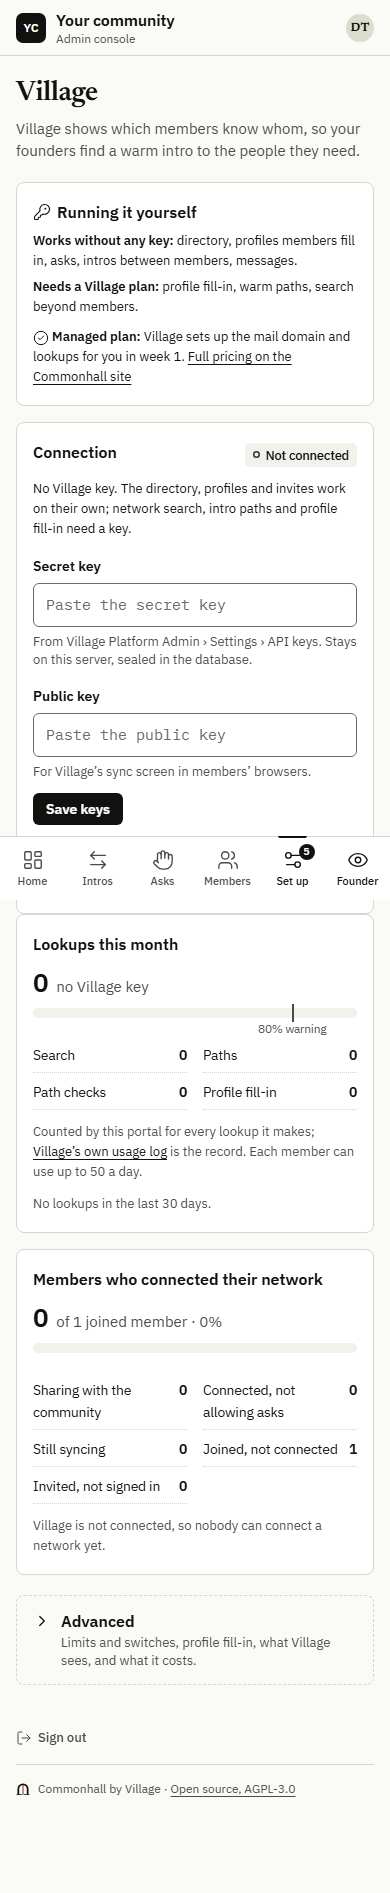 YC
Your community
Admin console
DT
Village
Village shows which members know whom, so your
founders find a warm intro to the people they need.
Running it yourself
Works without any key: directory, profiles members fill
in, asks, intros between members, messages.
Needs a Village plan: profile fill-in, warm paths, search
beyond members.
Managed plan: Village sets up the mail domain and
lookups for you in week 1. Full pricing on the
Commonhall site
Connection
Not connected
No Village key. The directory, profiles and invites work
on their own; network search, intro paths and profile
fill-in need a key.
Secret key
Paste the secret key
From Village Platform Admin › Settings › API keys. Stays
on this server, sealed in the database.
Public key
Paste the public key
For Village’s sync screen in members’ browsers.
Save keys
5
Home Intros Asks Members Set up Founder
Lookups this month
0 no Village key
80% warning
Search 0 Paths 0
Path checks 0 Profile fill-in 0
Counted by this portal for every lookup it makes;
Village’s own usage log is the record. Each member can
use up to 50 a day.
No lookups in the last 30 days.
Members who connected their network
0 of 1 joined member · 0%
Sharing with the
community 0
Connected, not
allowing asks 0
Still syncing 0 Joined, not connected 1
Invited, not signed in 0
Village is not connected, so nobody can connect a
network yet.
Advanced
Limits and switches, profile fill-in, what Village
sees, and what it costs.
Sign out
Commonhall by Village · Open source, AGPL-3.0